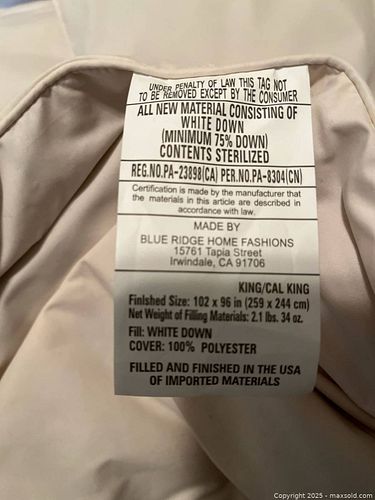 UNDER PENALTY OF LAW THIS TAG NOT
TO BE REMOVED EXCEPT BY THE CONSUMER
ALL NEW MATERIAL CONSISTING OF
WHITE DOWN
(MINIMUM 75% DOWN)
CONTENTS STERILIZED
REG.NO.PA-23898(CA) PER.NO.PA-8304(CN)
Certification is made by the manufacturer that
the materials in this article are described in
accordance with law.
MADE BY
BLUE RIDGE HOME FASHIONS
15761 Tapia Street
Irwindale, CA 91706
KING/CAL KING
Finished Size: 102 x 96 in (259 x 244 cm)
Net Weight of Filling Materials: 2.1 lbs. 34 oz.
Fill: WHITE DOWN
COVER: 100% POLYESTER
FILLED AND FINISHED IN THE USA
OF IMPORTED MATERIALS
Copyright 2025 - maxsold.com